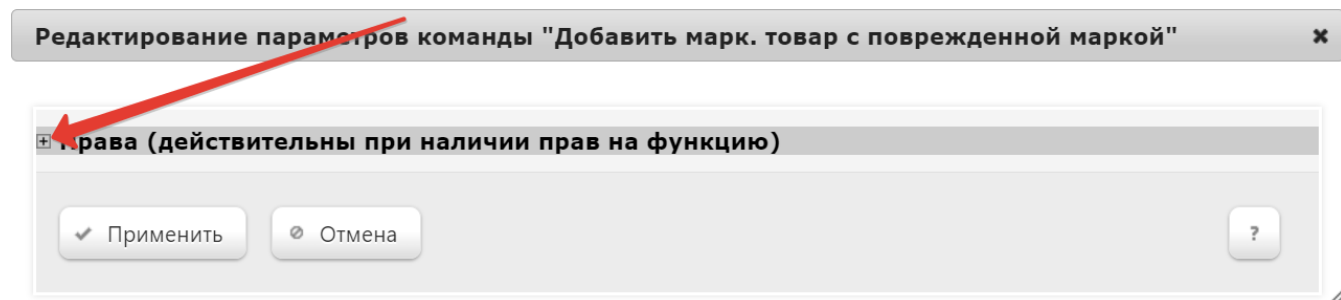 Редактирование параметров команды "Добавить марк. товар с поврежденной маркой"
Права (действительны при наличии прав на функцию)
Применить
Отмена
?